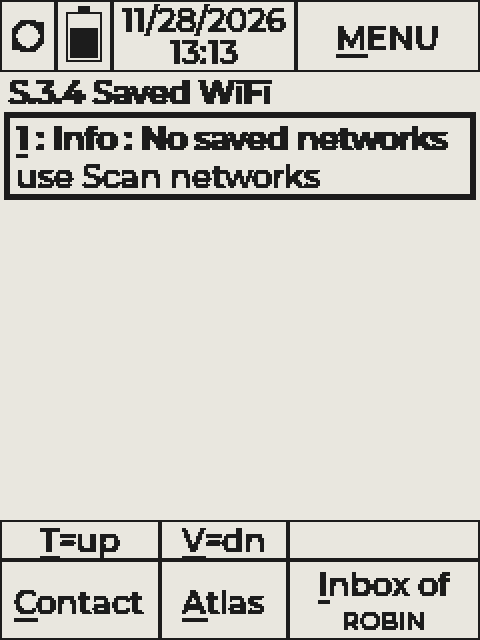 11/28/2026
13:13
MENU
S.3.4 Saved WiFi
1 : Info : No saved networks
use Scan networks
T=up
V=dn
Contact
Atlas
Inbox of
ROBIN